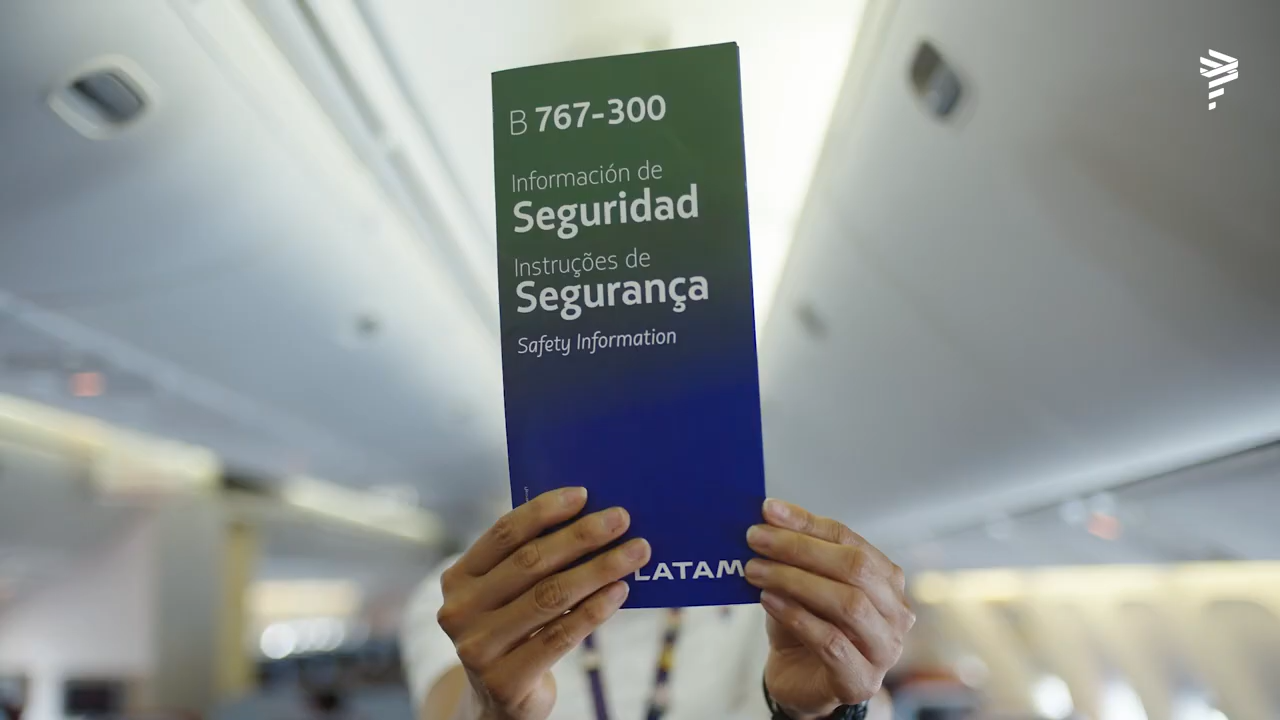 B 767-300
Información de
Seguridad
Instruções de
Segurança
Safety Information
LATAM